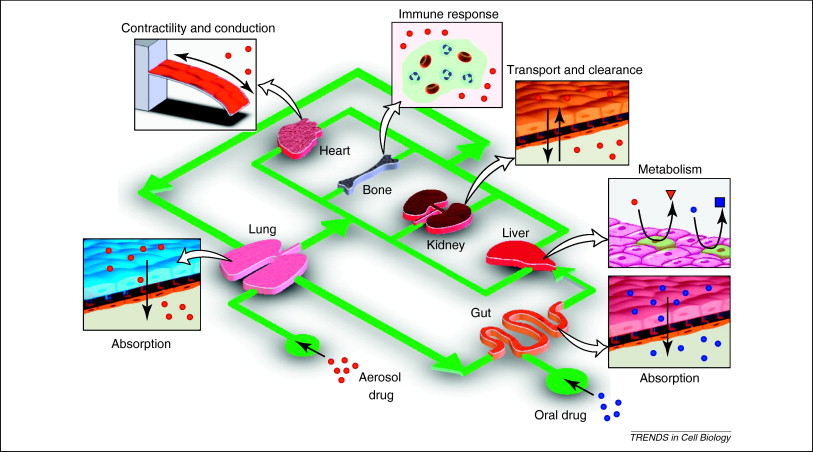 Contractility and conduction
Immune response
Transport and clearance
Heart
Bone
Metabolism
Lung
Kidney
Liver
Gut
Absorption
Absorption
Aerosol
drug
Oral drug
TRENDS in Cell Biology